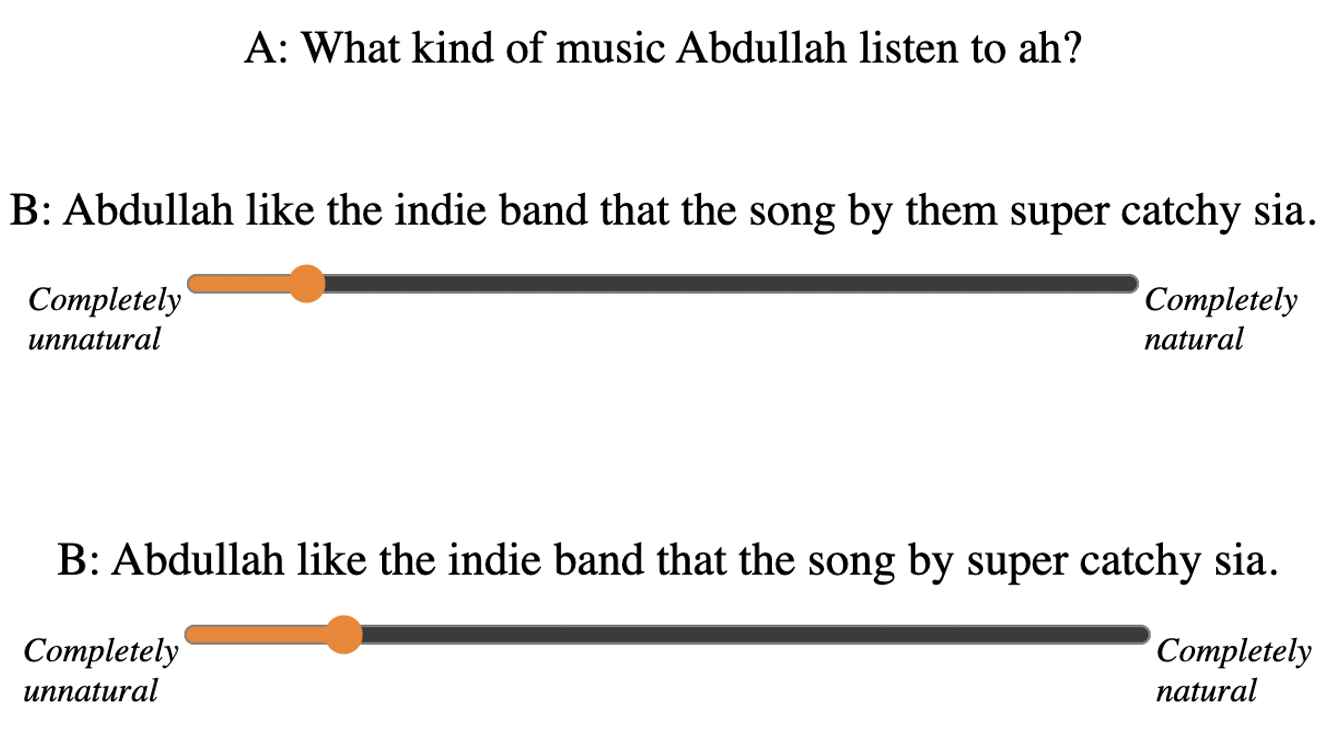 A: What kind of music Abdullah listen to ah?
B: Abdullah like the indie band that the song by them super catchy sia.
Completely unnatural
Completely natural
B: Abdullah like the indie band that the song by super catchy sia.
Completely unnatural
Completely natural